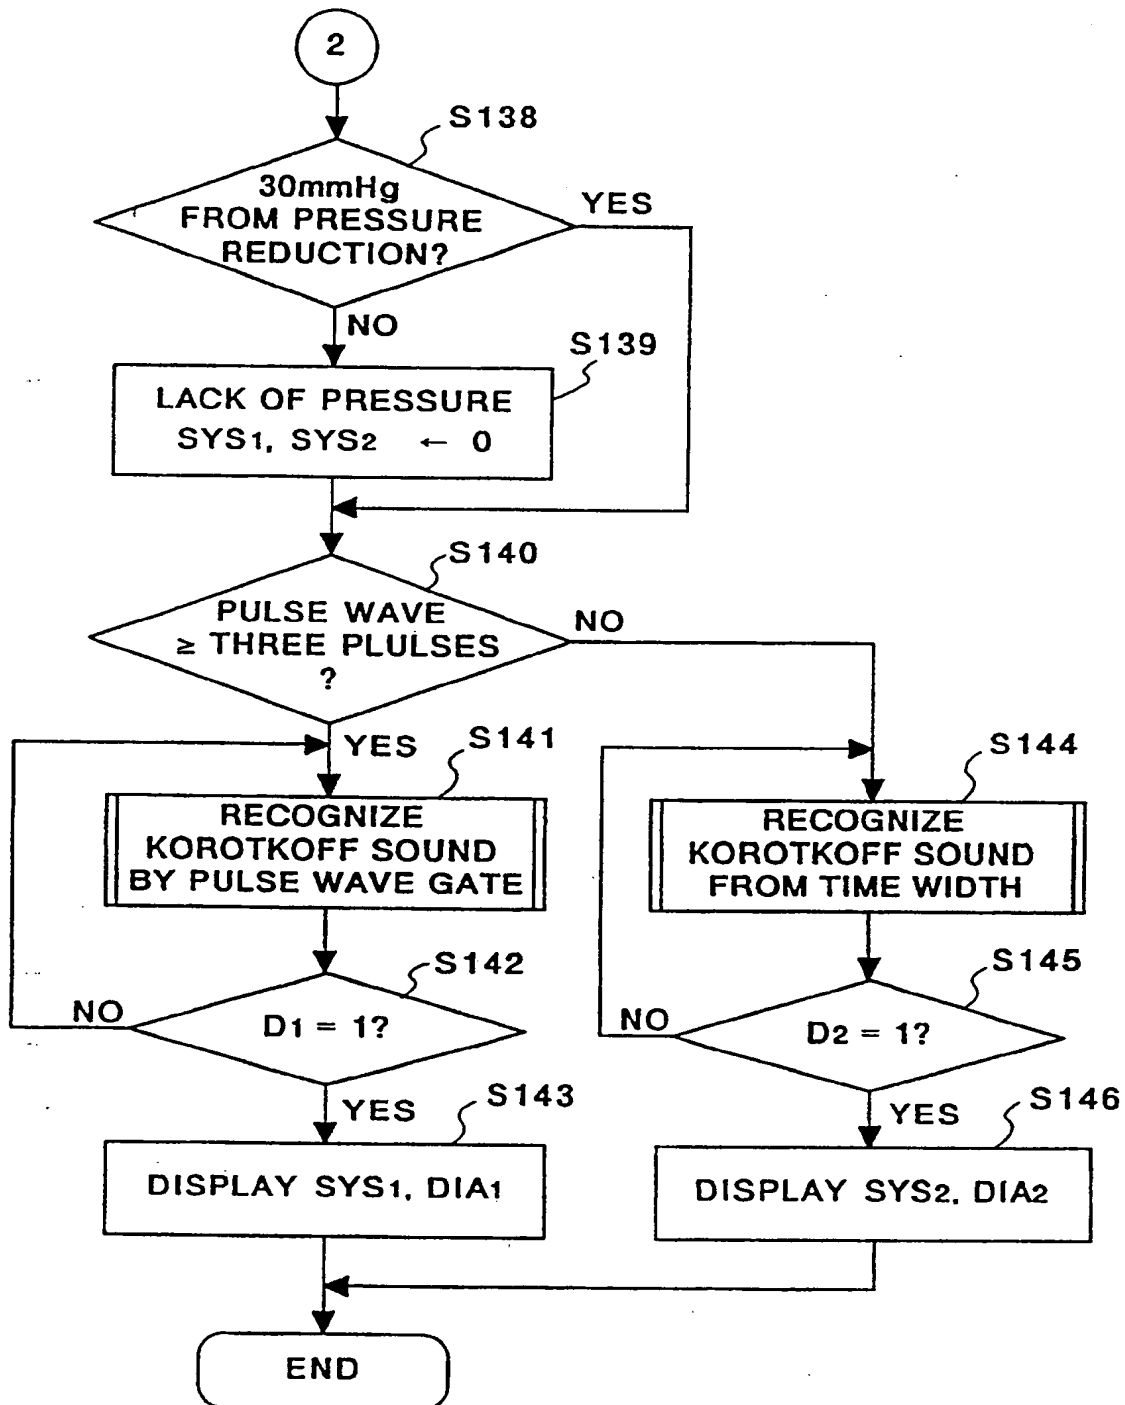 2
S138
30mmHg
FROM PRESSURE
REDUCTION?
YES
NO
S139
LACK OF PRESSURE
SYS1, SYS2 ← 0
S140
PULSE WAVE
≥ THREE PLULSES
?
NO
YES
S141
RECOGNIZE
KOROTKOFF SOUND
BY PULSE WAVE GATE
S144
RECOGNIZE
KOROTKOFF SOUND
FROM TIME WIDTH
S142
D1 = 1?
NO
YES
S145
D2 = 1?
NO
YES
S143
DISPLAY SYS1, DIA1
S146
DISPLAY SYS2, DIA2
END